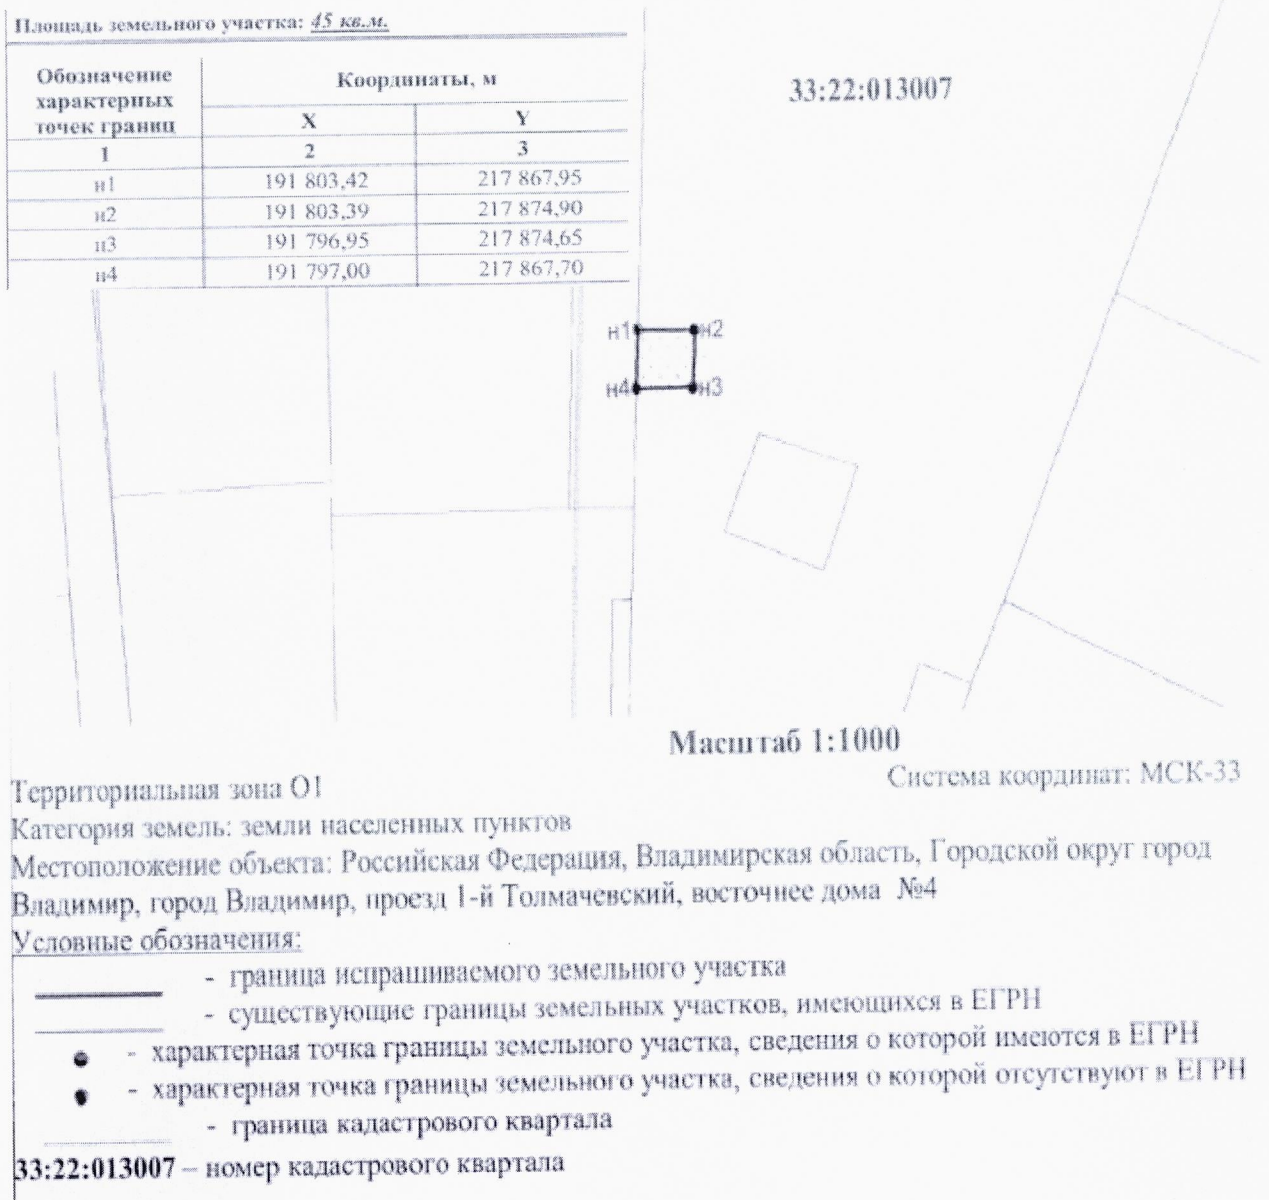 Площадь земельного участка: 45 кв.м.
Обозначение характерных точек границ
Координаты, м
X
Y
1
2
3
н1
191 803,42
217 867,95
н2
191 803,39
217 874,90
н3
191 796,95
217 874,65
н4
191 797,00
217 867,70
33:22:013007
н1
н2
н4
н3
Масштаб 1:1000
Система координат: МСК-33
Территориальная зона О1
Категория земель: земли населенных пунктов
Местоположение объекта: Российская Федерация, Владимирская область, Городской округ город
Владимир, город Владимир, проезд 1-й Толмачевский, восточнее дома №4
Условные обозначения:
- граница испрашиваемого земельного участка
- существующие границы земельных участков, имеющихся в ЕГРН
- характерная точка границы земельного участка, сведения о которой имеются в ЕГРН
- характерная точка границы земельного участка, сведения о которой отсутствуют в ЕГРН
- граница кадастрового квартала
33:22:013007 – номер кадастрового квартала